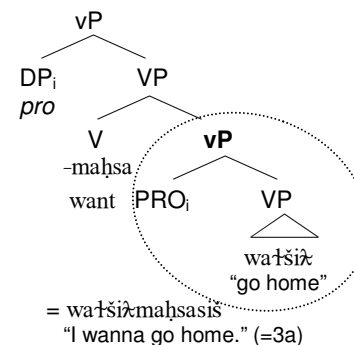 vP
DPᵢ VP
pro
V vP
-maḥsa
want PROᵢ VP
waɬšiƛ
“go home”
= waɬšiƛmaḥsasiš
“I wanna go home.” (=3a)